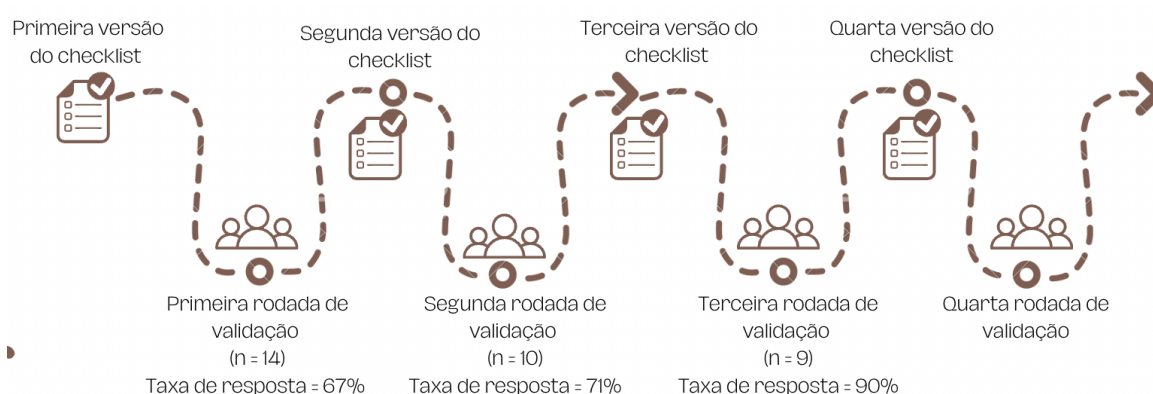 Primeira versão
do checklist
Segunda versão do
checklist
Terceira versão do
checklist
Quarta versão do
checklist
Primeira rodada de
validação
(n = 14)
Taxa de resposta = 67%
Segunda rodada de
validação
(n = 10)
Taxa de resposta = 71%
Terceira rodada de
validação
(n = 9)
Taxa de resposta = 90%
Quarta rodada de
validação